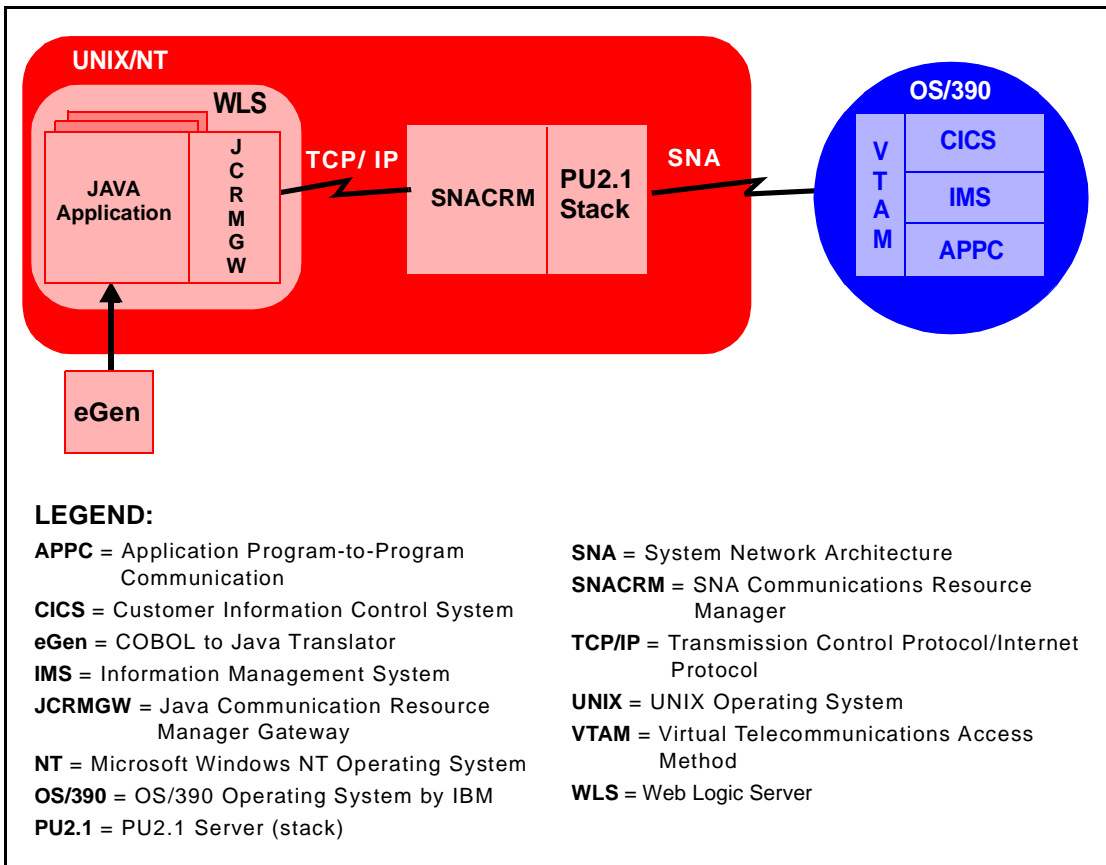 UNIX/NT
WLS
JAVA
Application
J
C
R
M
G
W
TCP/ IP
SNACRM
PU2.1
Stack
SNA
OS/390
V
T
A
M
CICS
IMS
APPC
eGen
LEGEND:
APPC = Application Program-to-Program
Communication
CICS = Customer Information Control System
eGen = COBOL to Java Translator
IMS = Information Management System
JCRMGW = Java Communication Resource
Manager Gateway
NT = Microsoft Windows NT Operating System
OS/390 = OS/390 Operating System by IBM
PU2.1 = PU2.1 Server (stack)
SNA = System Network Architecture
SNACRM = SNA Communications Resource
Manager
TCP/IP = Transmission Control Protocol/Internet
Protocol
UNIX = UNIX Operating System
VTAM = Virtual Telecommunications Access
Method
WLS = Web Logic Server